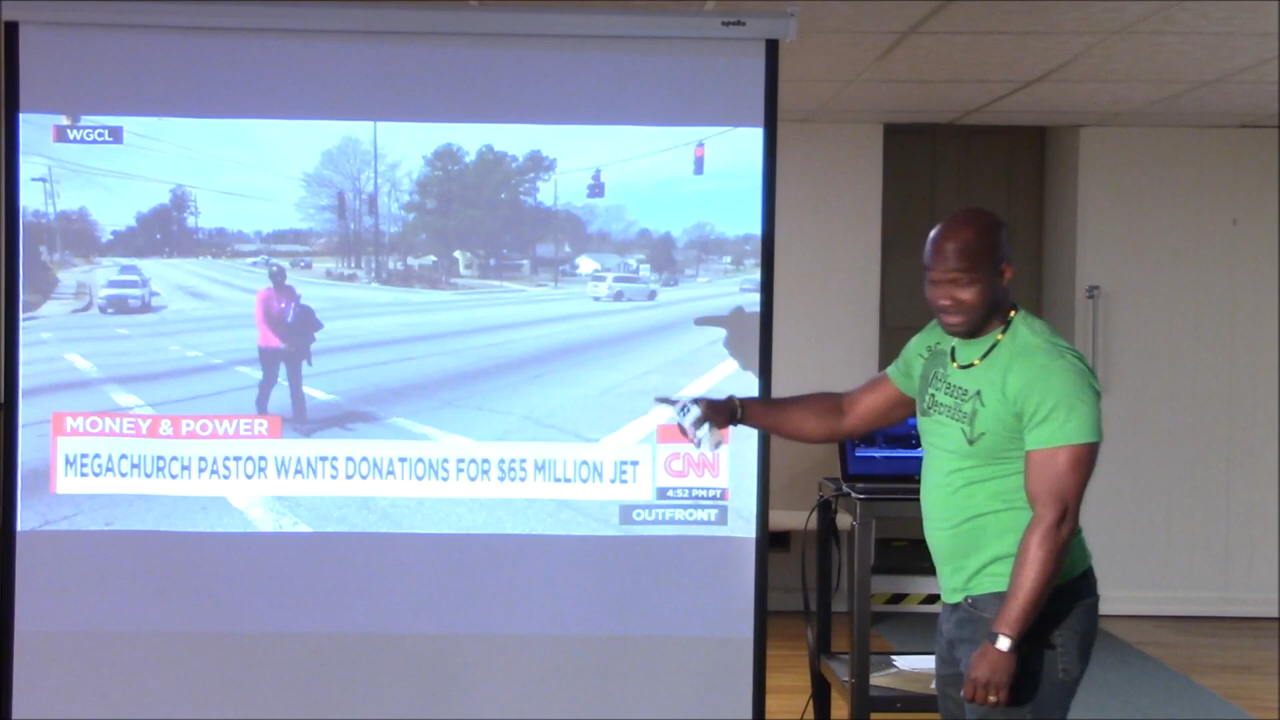 apollo
WGCL
MONEY & POWER
MEGACHURCH PASTOR WANTS DONATIONS FOR $65 MILLION JET
CNN
4:52 PM PT
OUTFRONT
I.B.C.
Increase
Decrease